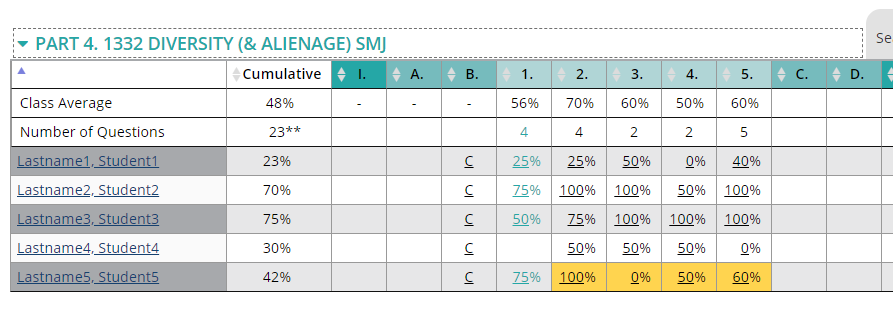 PART 4. 1332 DIVERSITY (& ALIENAGE) SMJ
Se
Cumulative I. A. B. 1. 2. 3. 4. 5. C. D.
Class Average 48% - - - 56% 70% 60% 50% 60%
Number of Questions 23** 4 4 2 2 5
Lastname1, Student1 23% C 25% 25% 50% 0% 40%
Lastname2, Student2 70% C 75% 100% 100% 50% 100%
Lastname3, Student3 75% C 50% 75% 100% 100% 100%
Lastname4, Student4 30% C 50% 50% 50% 0%
Lastname5, Student5 42% C 75% 100% 0% 50% 60%